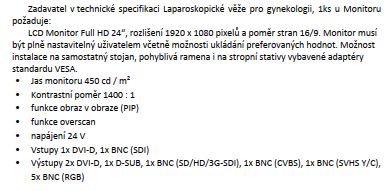 Zadavatel v technické specifikaci Laparoskopické věže pro gynekologii, 1ks u Monitoru
požaduje:
LCD Monitor Full HD 24", rozlišení 1920 x 1080 pixelů a poměr stran 16/9. Monitor musí
být plně nastavitelný uživatelem včetně možnosti ukládání preferovaných hodnot. Možnost
instalace na samostatný stojan, pohyblivá ramena i na stropní stativy vybavené adaptéry
standardu VESA.
• Jas monitoru 450 cd / m²
• Kontrastní poměr 1400 : 1
• funkce obraz v obraze (PIP)
• funkce overscan
• napájení 24 V
• Vstupy 1x DVI-D, 1x BNC (SDI)
• Výstupy 2x DVI-D, 1x D-SUB, 1x BNC (SD/HD/3G-SDI), 1x BNC (CVBS), 1x BNC (SVHS Y/C),
5x BNC (RGB)